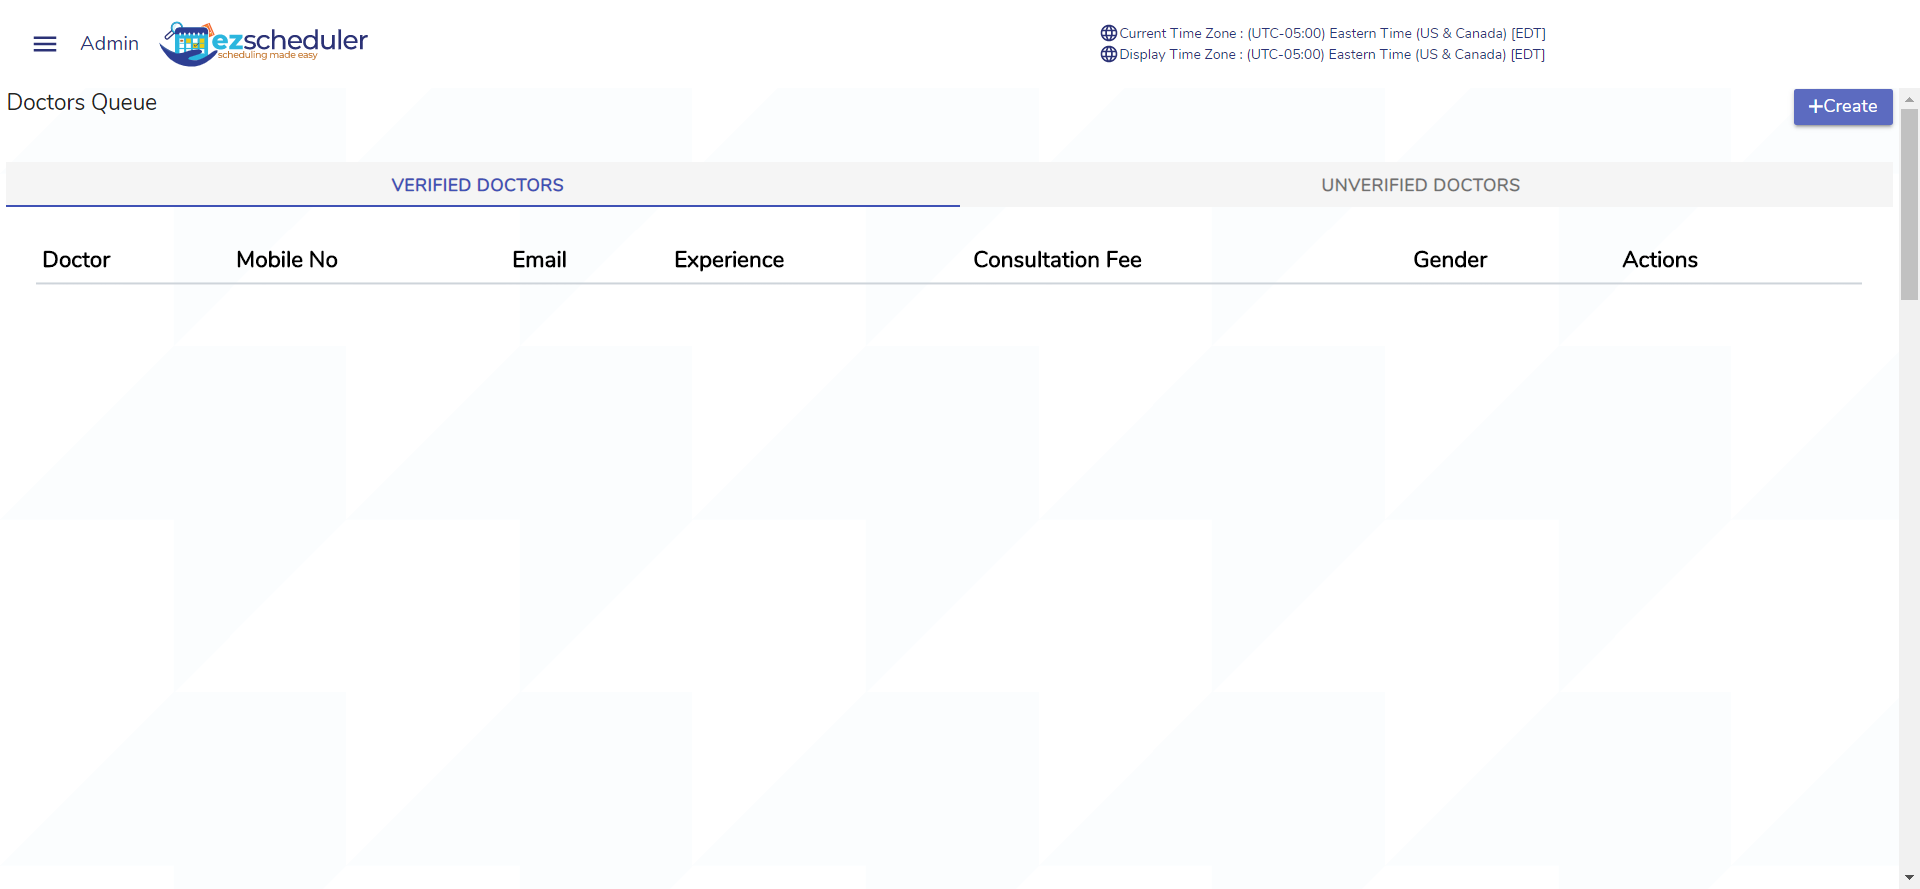 Admin
ezscheduler
scheduling made easy
Current Time Zone : (UTC-05:00) Eastern Time (US & Canada) [EDT]
Display Time Zone : (UTC-05:00) Eastern Time (US & Canada) [EDT]
Doctors Queue
+Create
VERIFIED DOCTORS UNVERIFIED DOCTORS
Doctor Mobile No Email Experience Consultation Fee Gender Actions